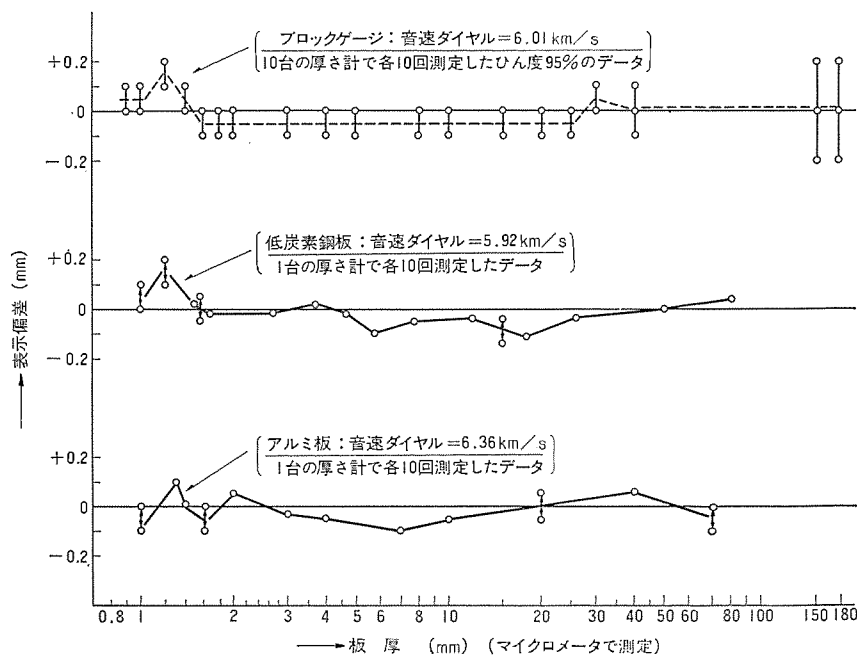 ブロックゲージ：音速ダイヤル＝6.01km／s
10台の厚さ計で各10回測定したひん度95％のデータ
＋0.2
0
－0.2
低炭素鋼板：音速ダイヤル＝5.92km／s
1台の厚さ計で各10回測定したデータ
＋0.2
0
－0.2
→表示偏差（mm）
アルミ板：音速ダイヤル＝6.36km／s
1台の厚さ計で各10回測定したデータ
＋0.2
0
－0.2
0.8 1 2 3 4 5 6 8 10 20 30 40 50 60 80 100 150 180
→板厚（mm）（マイクロメータで測定）